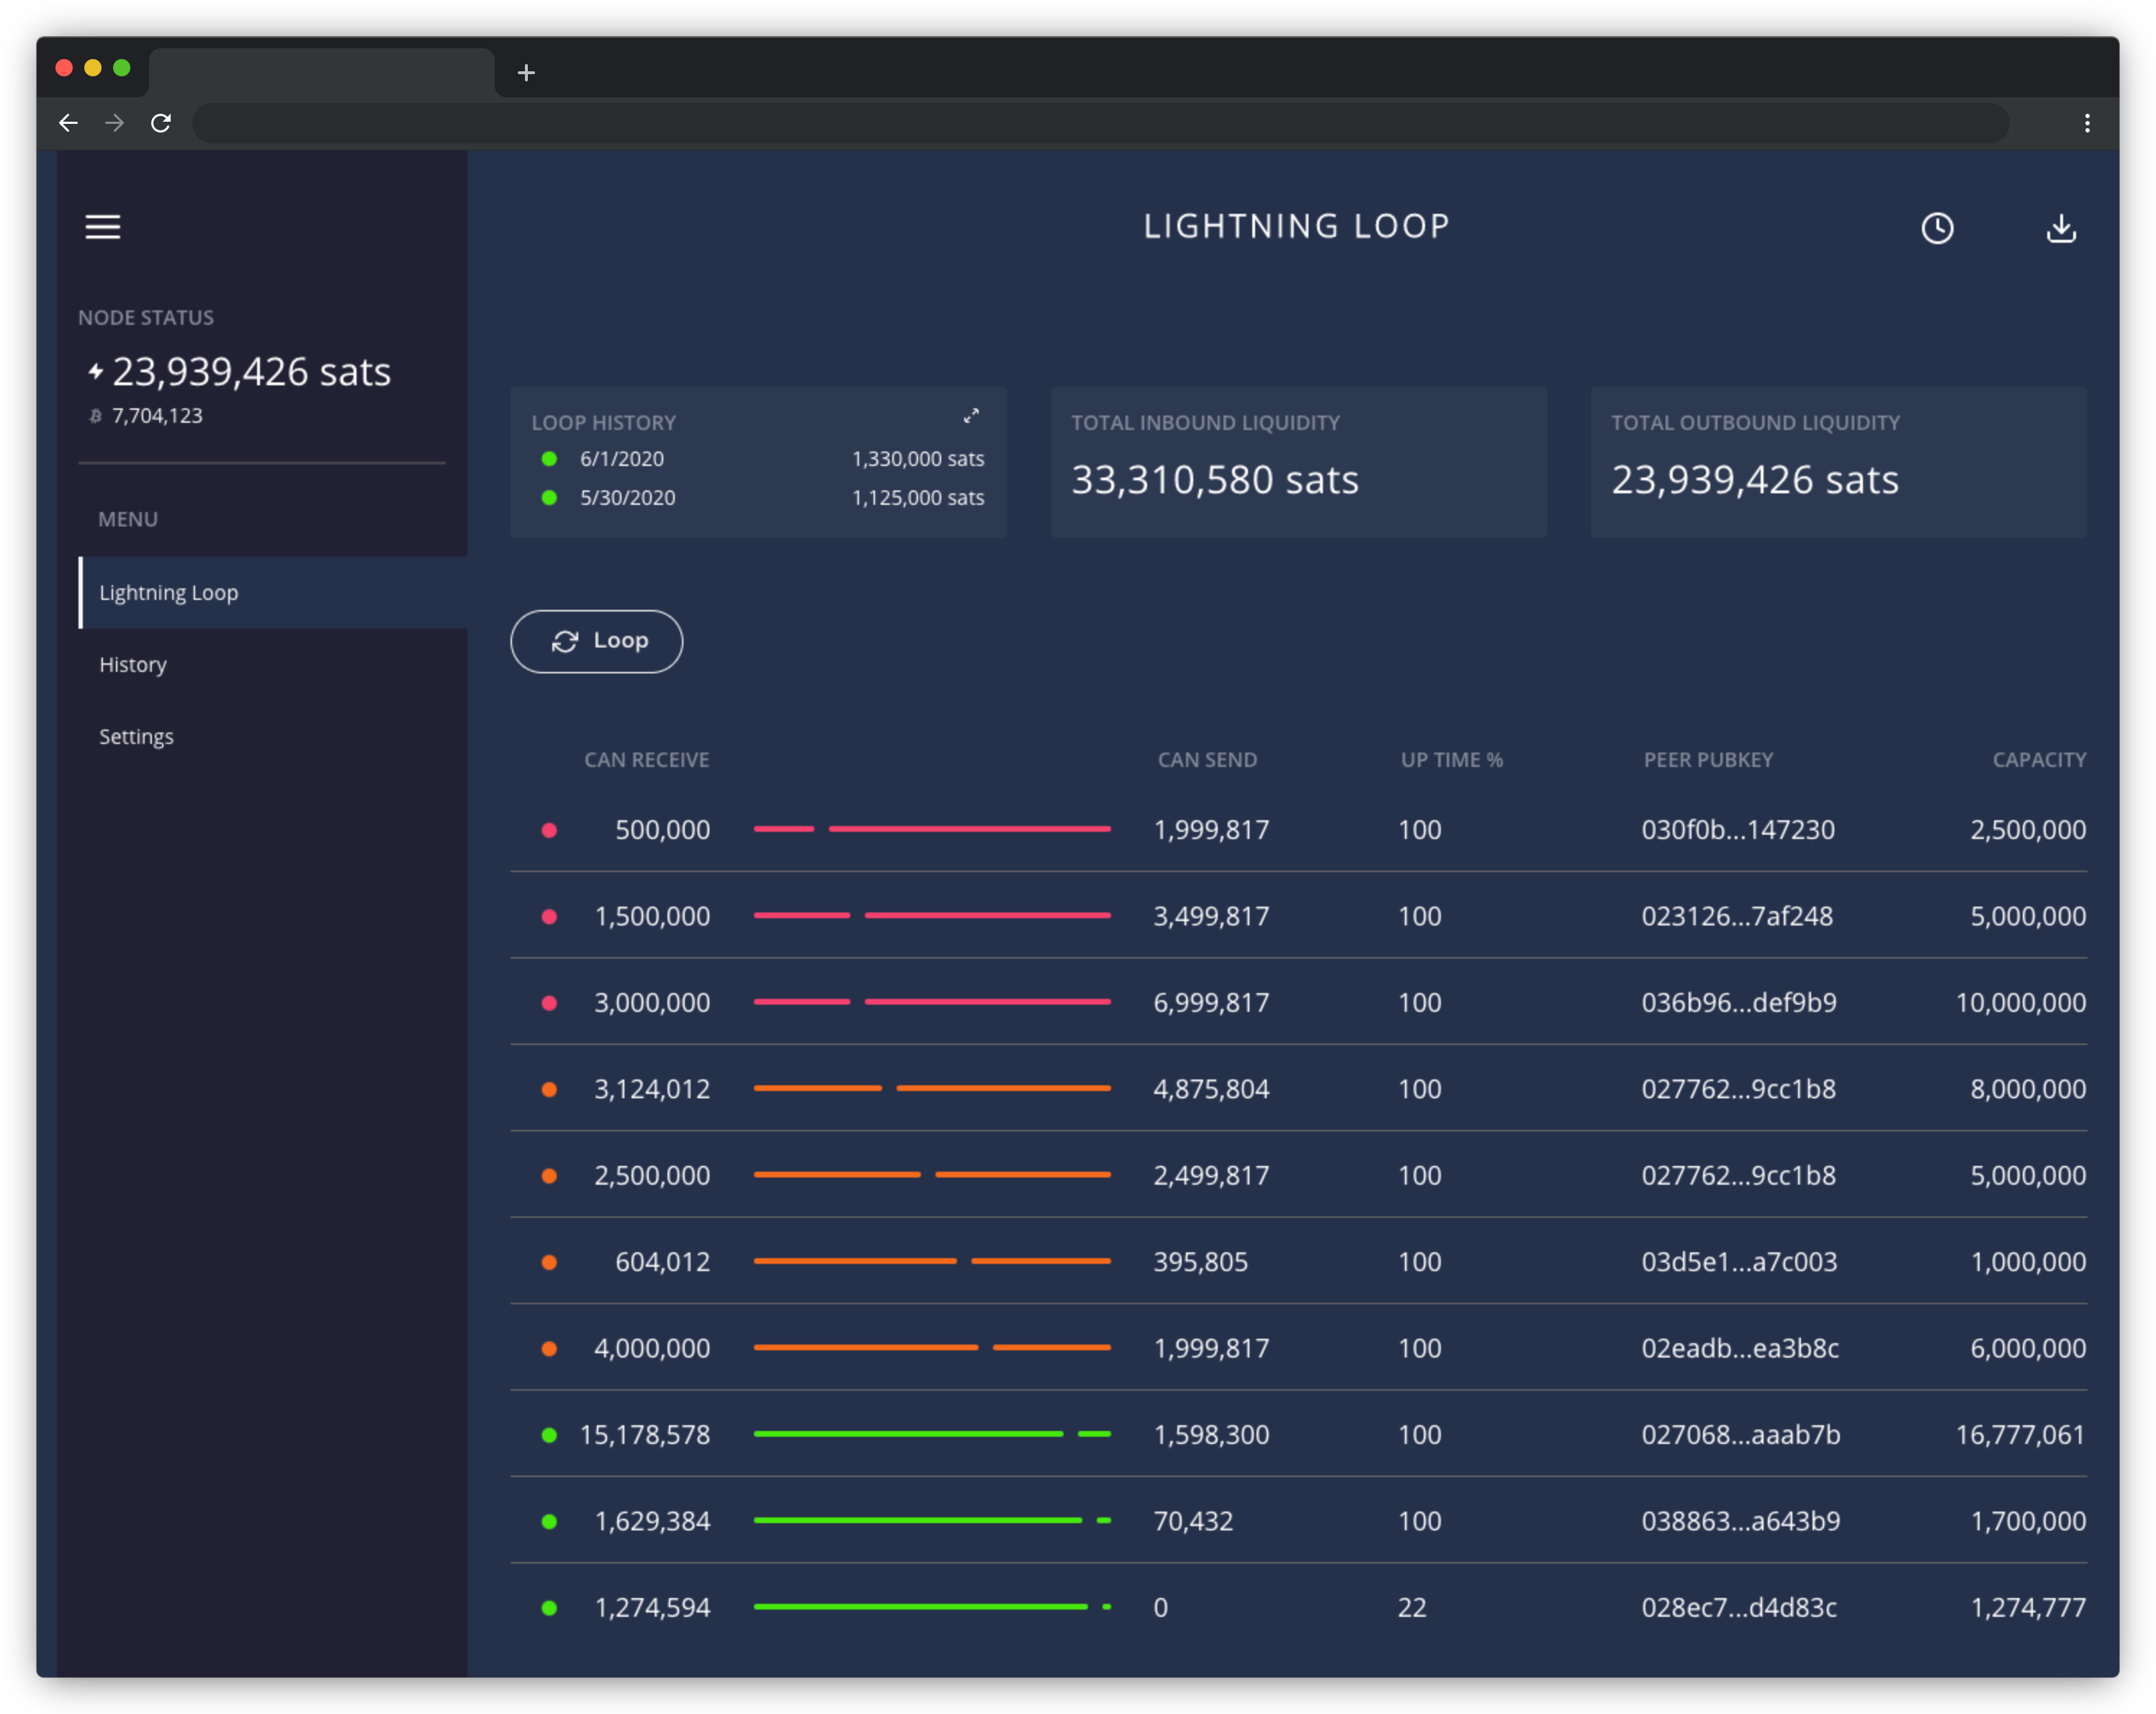 LIGHTNING LOOP
NODE STATUS
23,939,426 sats
7,704,123
MENU
Lightning Loop
History
Settings
LOOP HISTORY
6/1/2020 1,330,000 sats
5/30/2020 1,125,000 sats
TOTAL INBOUND LIQUIDITY
33,310,580 sats
TOTAL OUTBOUND LIQUIDITY
23,939,426 sats
Loop
CAN RECEIVE CAN SEND UP TIME % PEER PUBKEY CAPACITY
500,000 1,999,817 100 030f0b...147230 2,500,000
1,500,000 3,499,817 100 023126...7af248 5,000,000
3,000,000 6,999,817 100 036b96...def9b9 10,000,000
3,124,012 4,875,804 100 027762...9cc1b8 8,000,000
2,500,000 2,499,817 100 027762...9cc1b8 5,000,000
604,012 395,805 100 03d5e1...a7c003 1,000,000
4,000,000 1,999,817 100 02eadb...ea3b8c 6,000,000
15,178,578 1,598,300 100 027068...aaab7b 16,777,061
1,629,384 70,432 100 038863...a643b9 1,700,000
1,274,594 0 22 028ec7...d4d83c 1,274,777